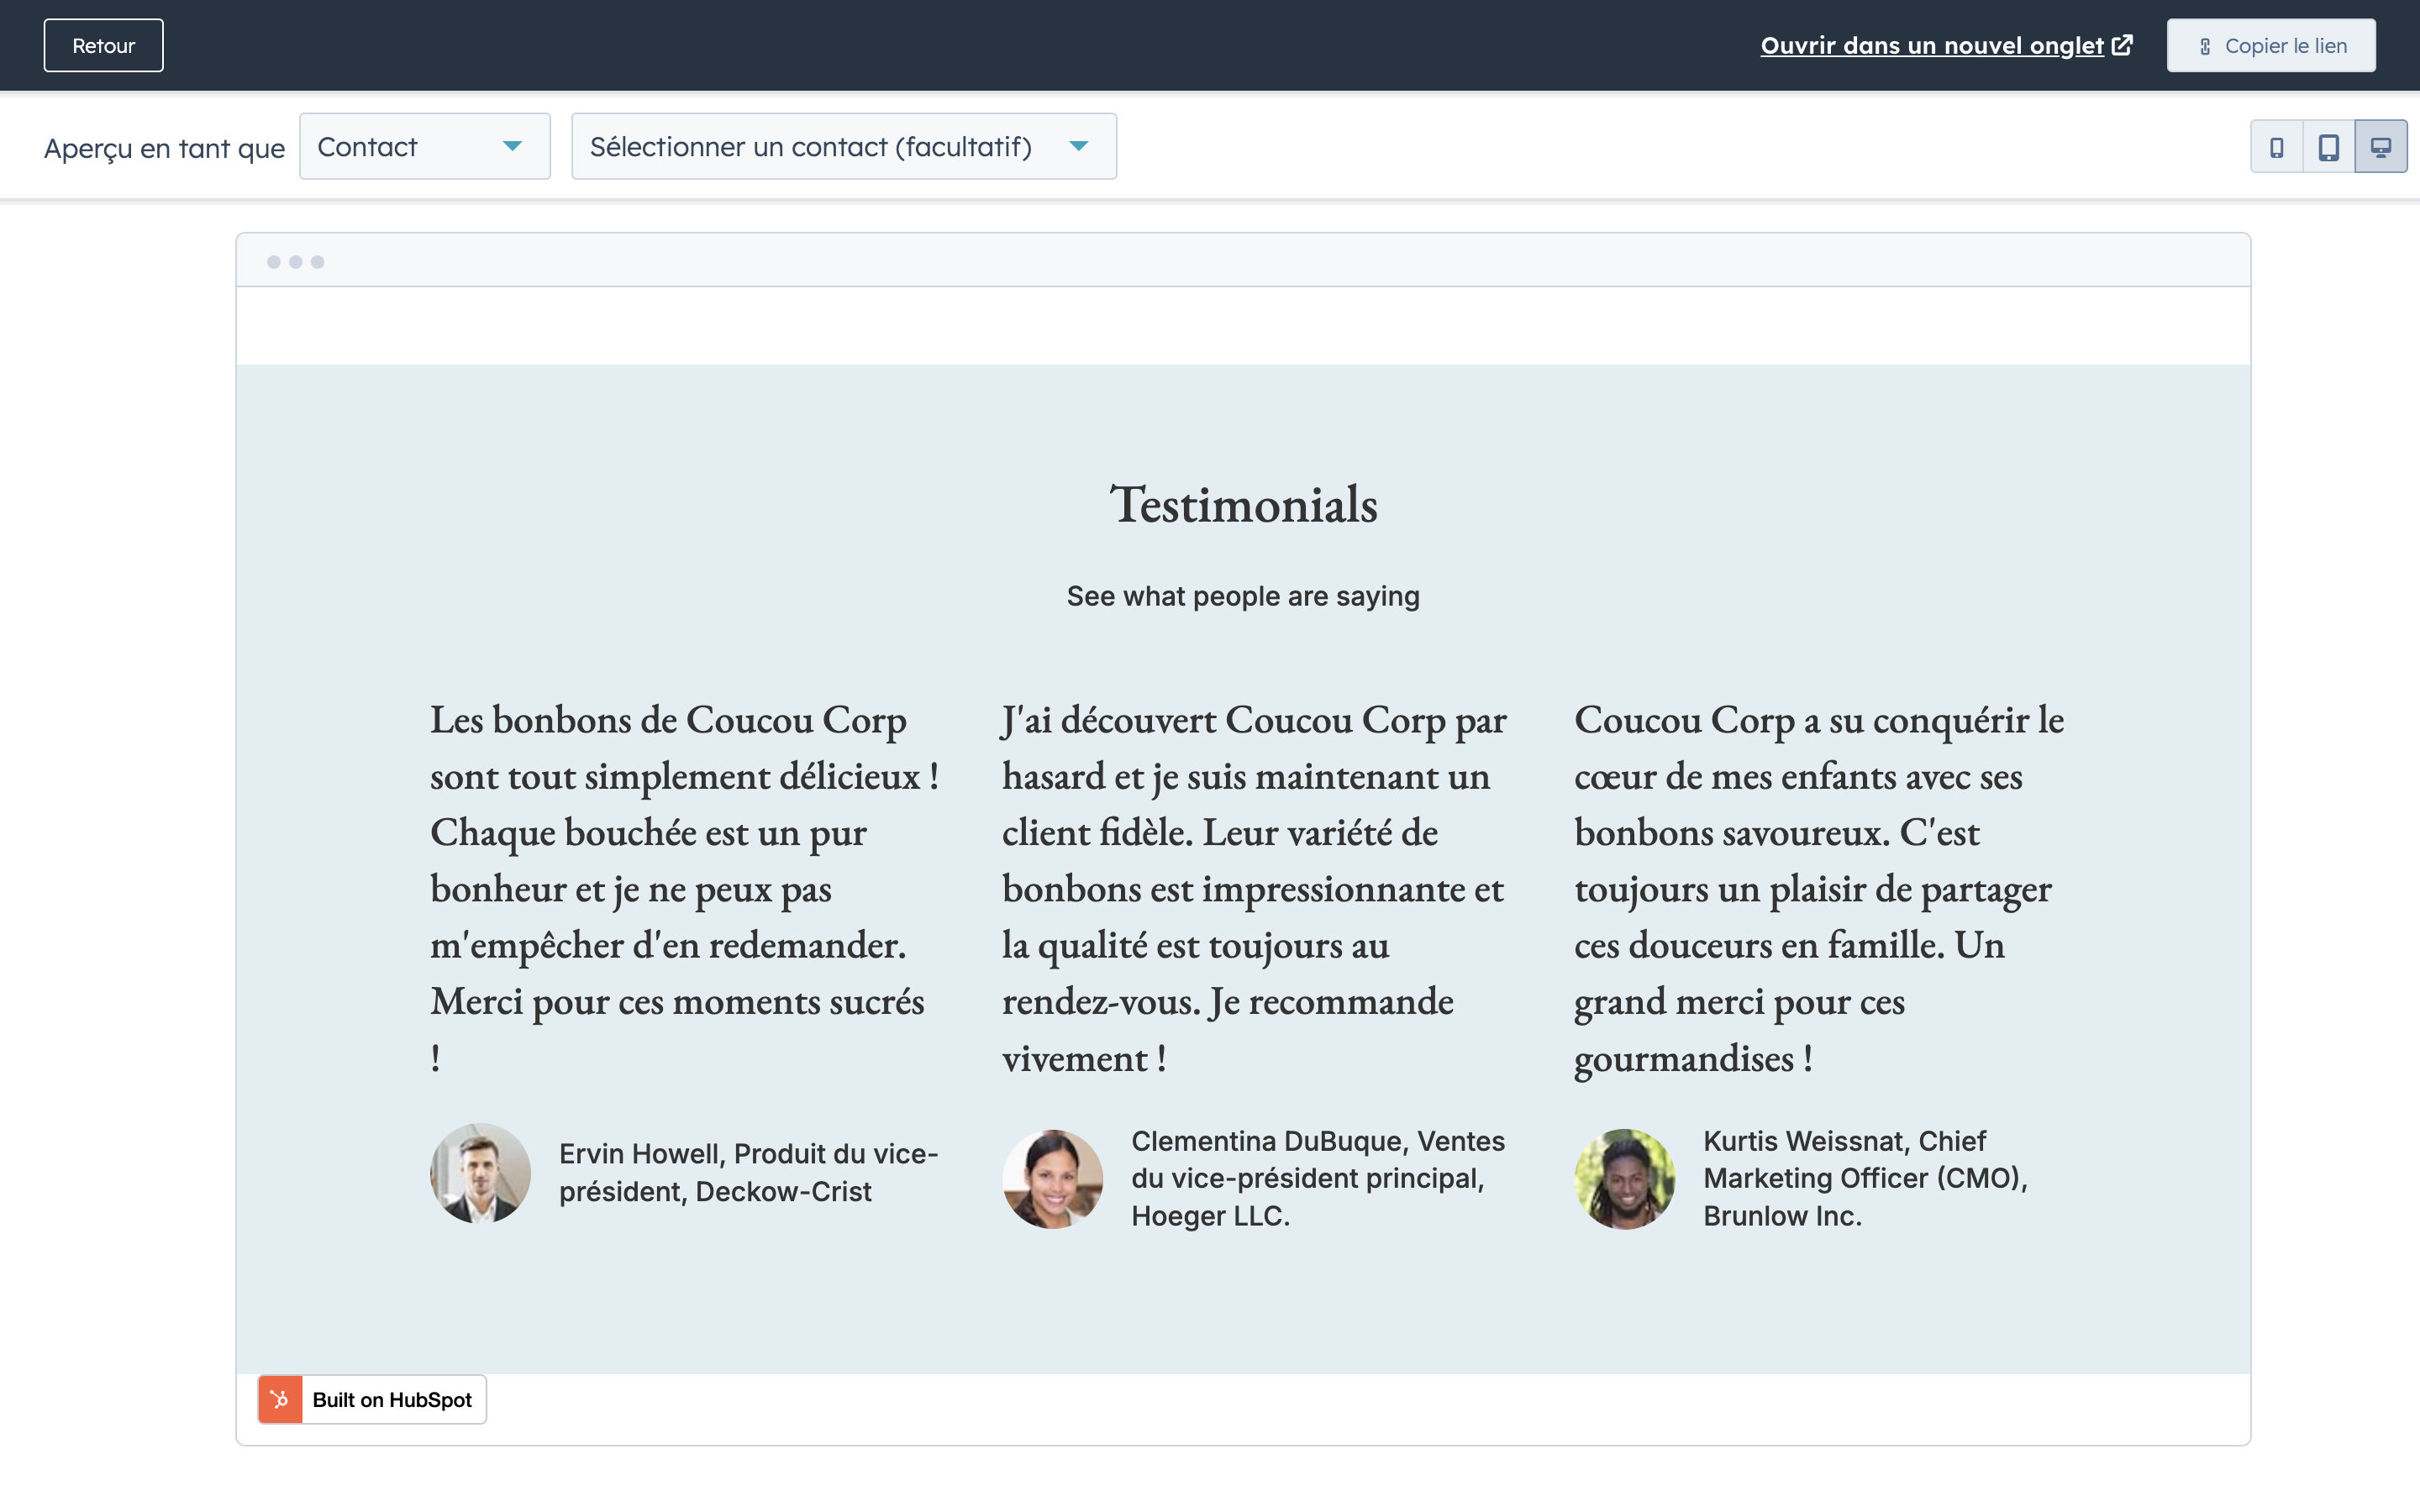 Retour
Ouvrir dans un nouvel onglet
Copier le lien
Aperçu en tant que
Contact
Sélectionner un contact (facultatif)
Testimonials
See what people are saying
Les bonbons de Coucou Corp
sont tout simplement délicieux !
Chaque bouchée est un pur
bonheur et je ne peux pas
m'empêcher d'en redemander.
Merci pour ces moments sucrés
!
Ervin Howell, Produit du vice-
président, Deckow-Crist
J'ai découvert Coucou Corp par
hasard et je suis maintenant un
client fidèle. Leur variété de
bonbons est impressionnante et
la qualité est toujours au
rendez-vous. Je recommande
vivement !
Clementina DuBuque, Ventes
du vice-président principal,
Hoeger LLC.
Coucou Corp a su conquérir le
cœur de mes enfants avec ses
bonbons savoureux. C'est
toujours un plaisir de partager
ces douceurs en famille. Un
grand merci pour ces
gourmandises !
Kurtis Weissnat, Chief
Marketing Officer (CMO),
Brunlow Inc.
Built on HubSpot